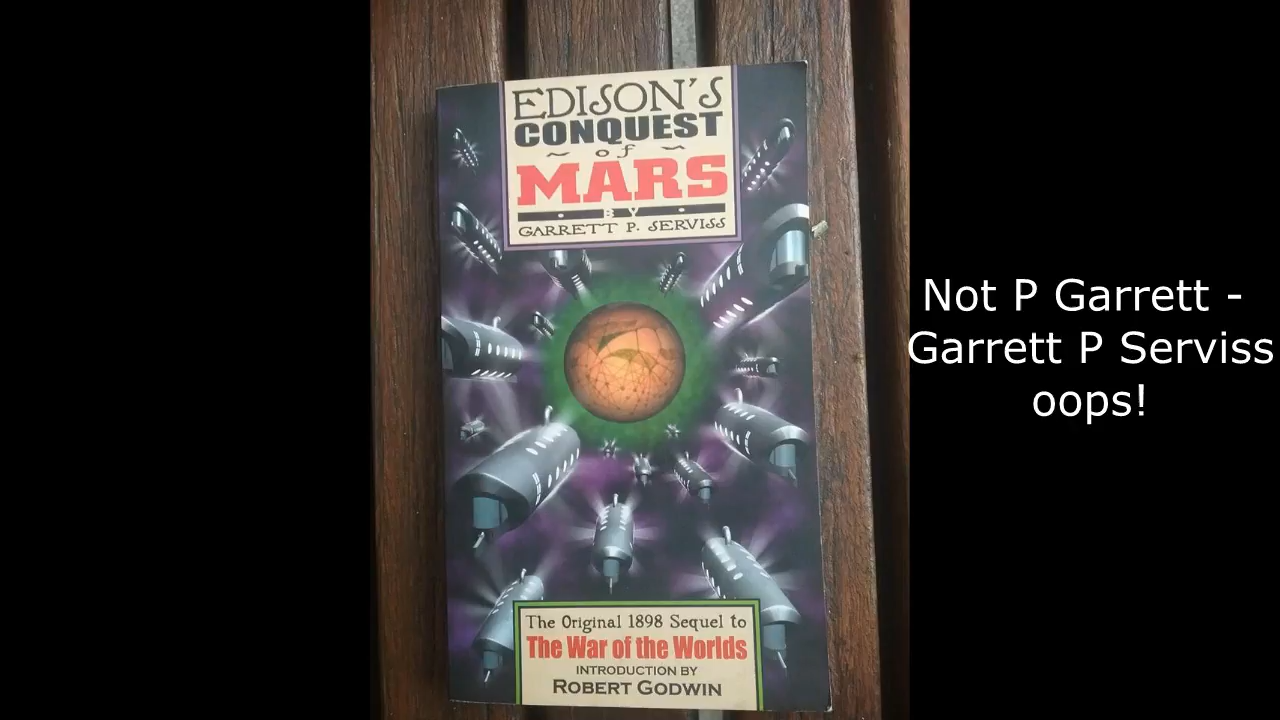 EDISON'S
CONQUEST
~ of ~
MARS
BY
GARRETT P. SERVISS
The Original 1898 Sequel to
The War of the Worlds
INTRODUCTION BY
ROBERT GODWIN
Not P Garrett -
Garrett P Serviss
oops!